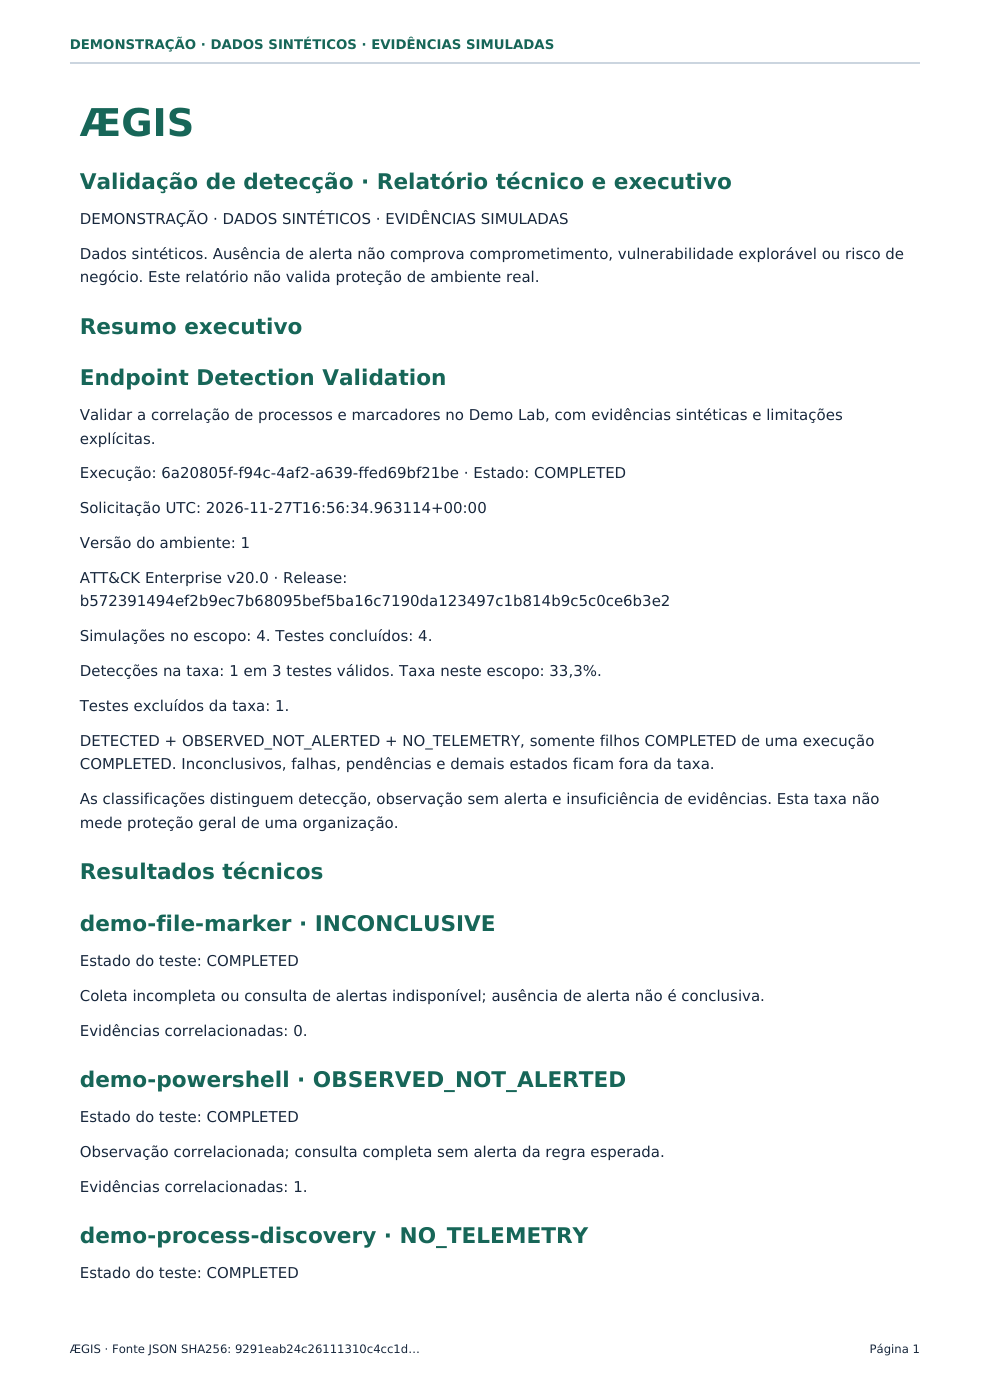 DEMONSTRAÇÃO · DADOS SINTÉTICOS · EVIDÊNCIAS SIMULADAS
ÆGIS
Validação de detecção · Relatório técnico e executivo
DEMONSTRAÇÃO · DADOS SINTÉTICOS · EVIDÊNCIAS SIMULADAS
Dados sintéticos. Ausência de alerta não comprova comprometimento, vulnerabilidade explorável ou risco de
negócio. Este relatório não valida proteção de ambiente real.
Resumo executivo
Endpoint Detection Validation
Validar a correlação de processos e marcadores no Demo Lab, com evidências sintéticas e limitações
explícitas.
Execução: 6a20805f-f94c-4af2-a639-ffed69bf21be · Estado: COMPLETED
Solicitação UTC: 2026-11-27T16:56:34.963114+00:00
Versão do ambiente: 1
ATT&CK Enterprise v20.0 · Release:
b572391494ef2b9ec7b68095bef5ba16c7190da123497c1b814b9c5c0ce6b3e2
Simulações no escopo: 4. Testes concluídos: 4.
Detecções na taxa: 1 em 3 testes válidos. Taxa neste escopo: 33,3%.
Testes excluídos da taxa: 1.
DETECTED + OBSERVED_NOT_ALERTED + NO_TELEMETRY, somente filhos COMPLETED de uma execução
COMPLETED. Inconclusivos, falhas, pendências e demais estados ficam fora da taxa.
As classificações distinguem detecção, observação sem alerta e insuficiência de evidências. Esta taxa não
mede proteção geral de uma organização.
Resultados técnicos
demo-file-marker · INCONCLUSIVE
Estado do teste: COMPLETED
Coleta incompleta ou consulta de alertas indisponível; ausência de alerta não é conclusiva.
Evidências correlacionadas: 0.
demo-powershell · OBSERVED_NOT_ALERTED
Estado do teste: COMPLETED
Observação correlacionada; consulta completa sem alerta da regra esperada.
Evidências correlacionadas: 1.
demo-process-discovery · NO_TELEMETRY
Estado do teste: COMPLETED
ÆGIS · Fonte JSON SHA256: 9291eab24c26111310c4cc1d…
Página 1